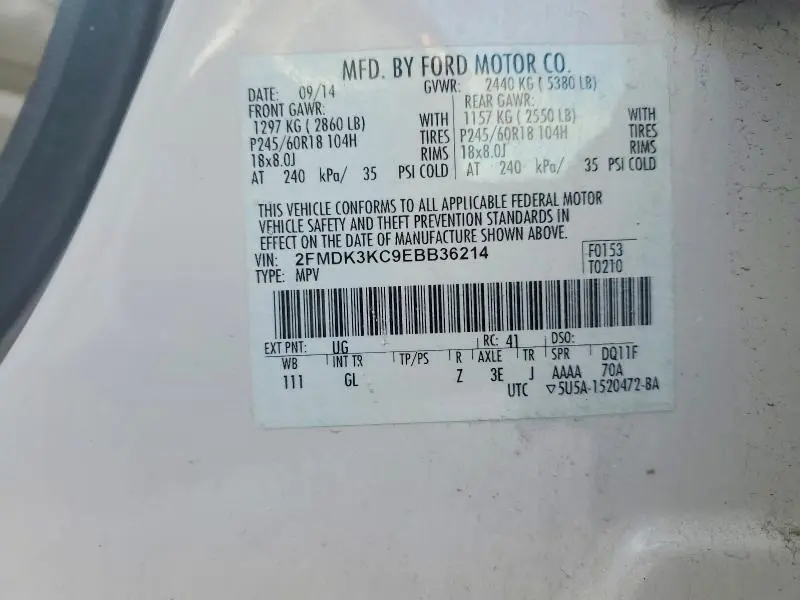 MFD. BY FORD MOTOR CO.
DATE: 09/14 GVWR: 2440 KG ( 5380 LB)
FRONT GAWR: REAR GAWR:
1297 KG ( 2860 LB) WITH 1157 KG ( 2550 LB) WITH
P245/60R18 104H TIRES P245/60R18 104H TIRES
18x8.0J RIMS 18x8.0J RIMS
AT 240 kPa/ 35 PSI COLD AT 240 kPa/ 35 PSI COLD
THIS VEHICLE CONFORMS TO ALL APPLICABLE FEDERAL MOTOR
VEHICLE SAFETY AND THEFT PREVENTION STANDARDS IN
EFFECT ON THE DATE OF MANUFACTURE SHOWN ABOVE.
VIN: 2FMDK3KC9EBB36214 F0153
TYPE: MPV T0210
EXT PNT: UG RC: 41 DSO:
WB INT TR TP/PS R AXLE TR SPR DQ11F
111 GL Z 3E J AAAA 70A
UTC ▽5U5A-1520472-BA